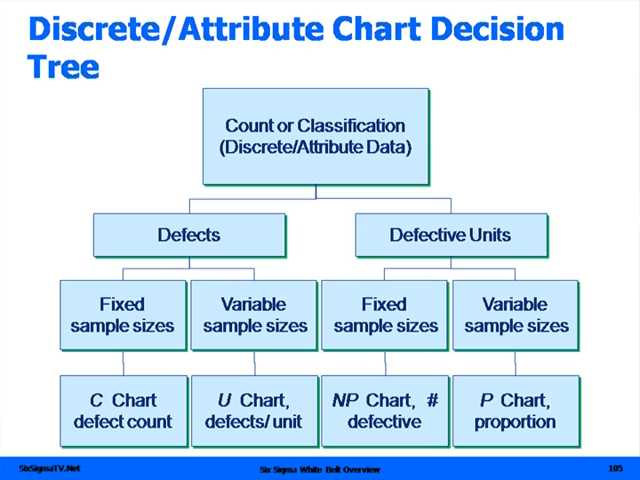 Discrete/Attribute Chart Decision
Tree
Count or Classification
(Discrete/Attribute Data)
Defects
Defective Units
Fixed
sample sizes
Variable
sample sizes
Fixed
sample sizes
Variable
sample sizes
C Chart
defect count
U Chart,
defects/ unit
NP Chart, #
defective
P Chart,
proportion
SixSigmaTV.Net
Six Sigma White Belt Overview
105